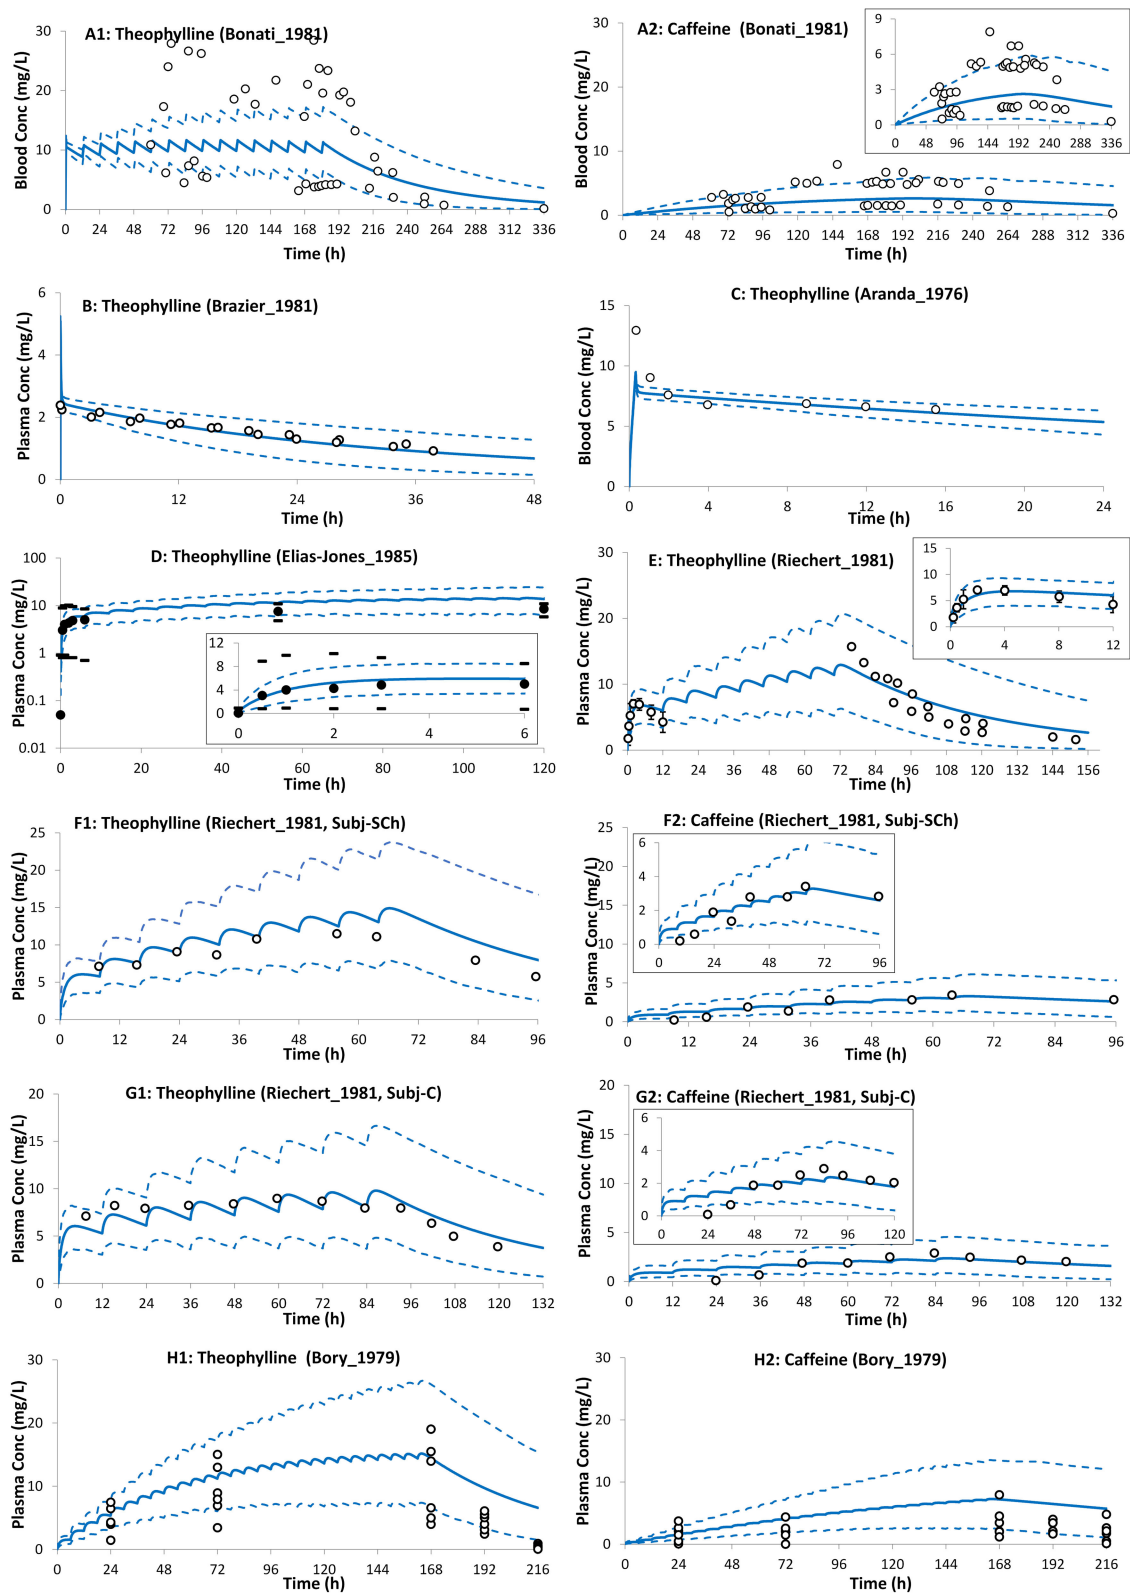 A1: Theophylline (Bonati_1981)
Blood Conc (mg/L)
30
20
10
0
0 24 48 72 96 120 144 168 192 216 240 264 288 312 336
Time (h)
A2: Caffeine (Bonati_1981)
Blood Conc (mg/L)
30
20
10
0
0 24 48 72 96 120 144 168 192 216 240 264 288 312 336
Time (h)
9
6
3
0
0 48 96 144 192 240 288 336
B: Theophylline (Brazier_1981)
Plasma Conc (mg/L)
6
4
2
0
0 12 24 36 48
Time (h)
C: Theophylline (Aranda_1976)
Blood Conc (mg/L)
15
10
5
0
0 4 8 12 16 20 24
Time (h)
D: Theophylline (Elias-Jones_1985)
Plasma Conc (mg/L)
100
10
1
0.1
0.01
0 20 40 60 80 100 120
Time (h)
12
8
4
0
0 2 4 6
E: Theophylline (Riechert_1981)
Plasma Conc (mg/L)
30
20
10
0
0 12 24 36 48 60 72 84 96 108 120 132 144 156
Time (h)
15
10
5
0
0 4 8 12
F1: Theophylline (Riechert_1981, Subj-SCh)
Plasma Conc (mg/L)
25
20
15
10
5
0
0 12 24 36 48 60 72 84 96
Time (h)
F2: Caffeine (Riechert_1981, Subj-SCh)
Plasma Conc (mg/L)
25
20
15
10
5
0
0 12 24 36 48 60 72 84 96
Time (h)
6
4
2
0
0 24 48 72 96
G1: Theophylline (Riechert_1981, Subj-C)
Plasma Conc (mg/L)
20
15
10
5
0
0 12 24 36 48 60 72 84 96 108 120 132
Time (h)
G2: Caffeine (Riechert_1981, Subj-C)
Plasma Conc (mg/L)
20
15
10
5
0
0 12 24 36 48 60 72 84 96 108 120 132
Time (h)
6
4
2
0
0 24 48 72 96 120
H1: Theophylline (Bory_1979)
Plasma Conc (mg/L)
30
20
10
0
0 24 48 72 96 120 144 168 192 216
Time (h)
H2: Caffeine (Bory_1979)
Plasma Conc (mg/L)
30
20
10
0
0 24 48 72 96 120 144 168 192 216
Time (h)